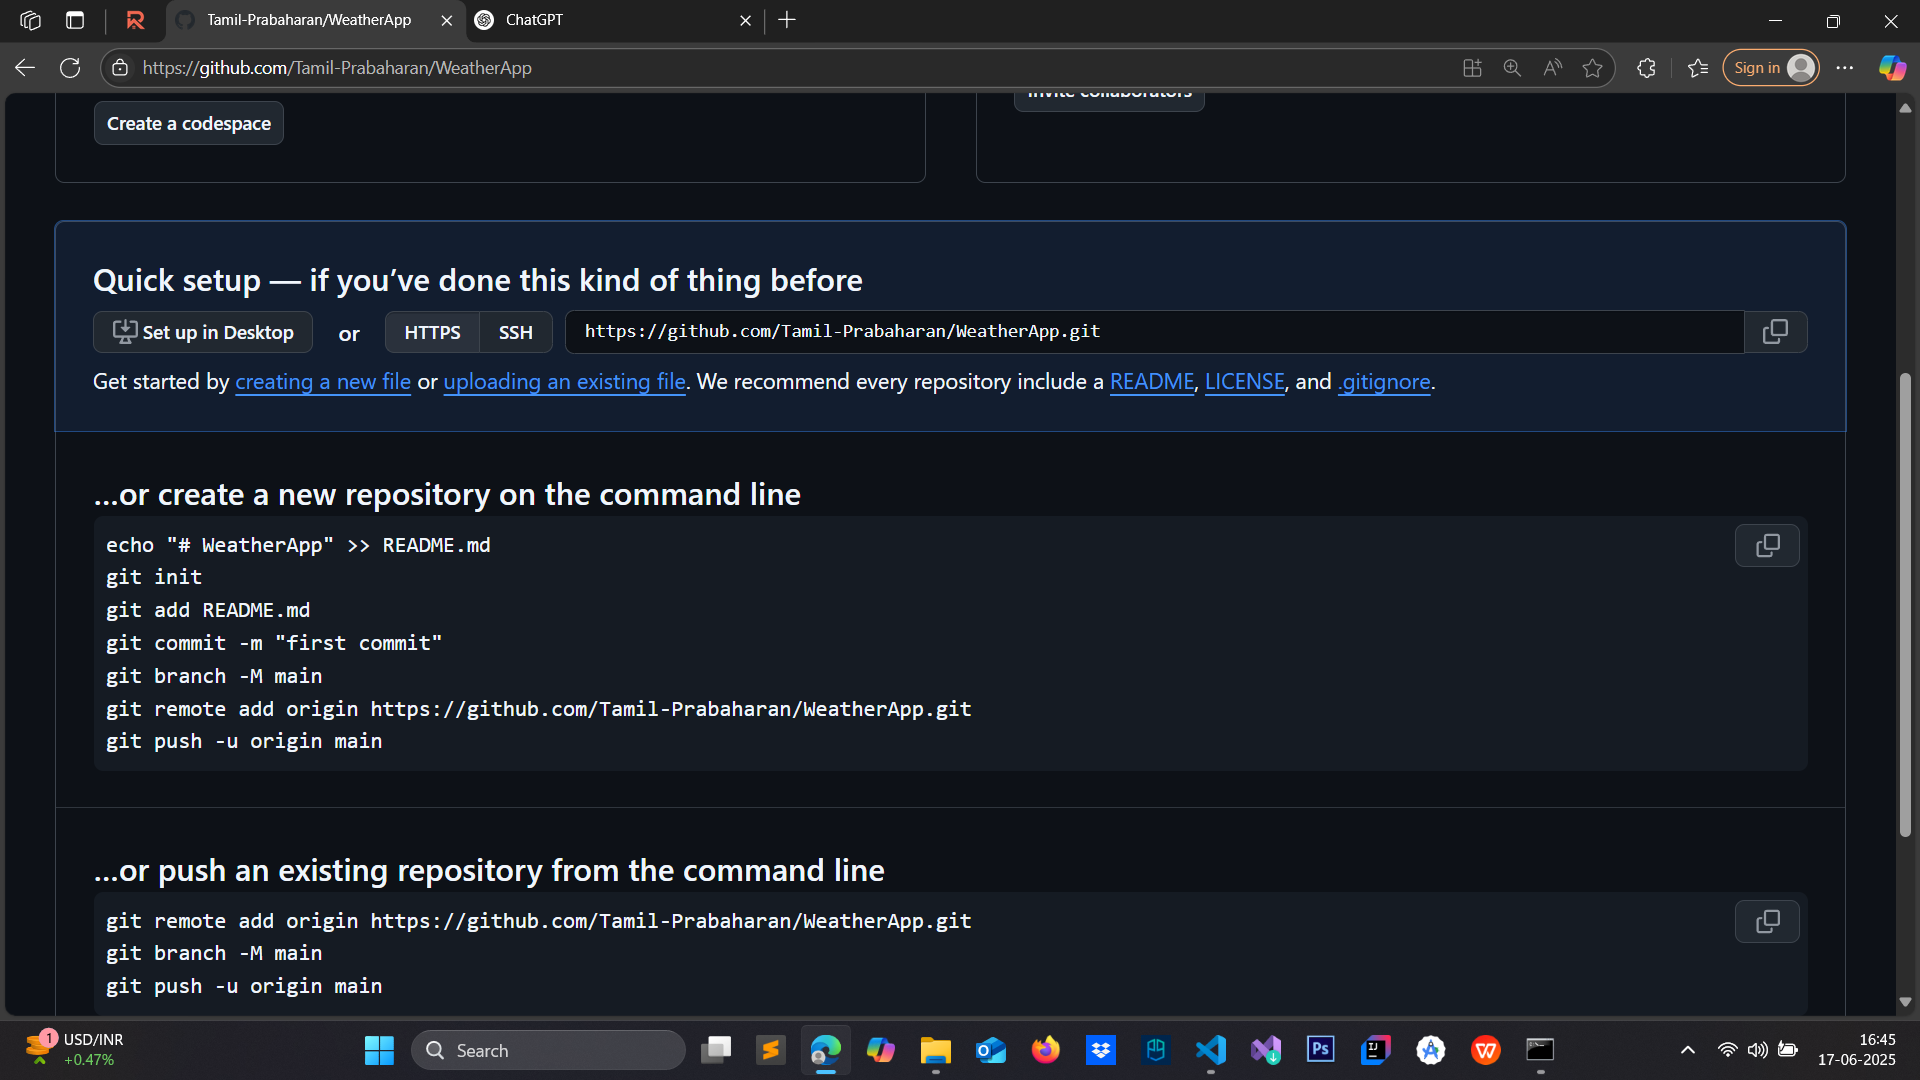 Tamil-Prabaharan/WeatherApp
ChatGPT
https://github.com/Tamil-Prabaharan/WeatherApp
Sign in
Create a codespace
Invite collaborators
Quick setup — if you’ve done this kind of thing before
Set up in Desktop or HTTPS SSH https://github.com/Tamil-Prabaharan/WeatherApp.git
Get started by creating a new file or uploading an existing file. We recommend every repository include a README, LICENSE, and .gitignore.
…or create a new repository on the command line
echo "# WeatherApp" >> README.md
git init
git add README.md
git commit -m "first commit"
git branch -M main
git remote add origin https://github.com/Tamil-Prabaharan/WeatherApp.git
git push -u origin main
…or push an existing repository from the command line
git remote add origin https://github.com/Tamil-Prabaharan/WeatherApp.git
git branch -M main
git push -u origin main
1
USD/INR
+0.47%
Search
Ps
IJ
W
16:45
17-06-2025